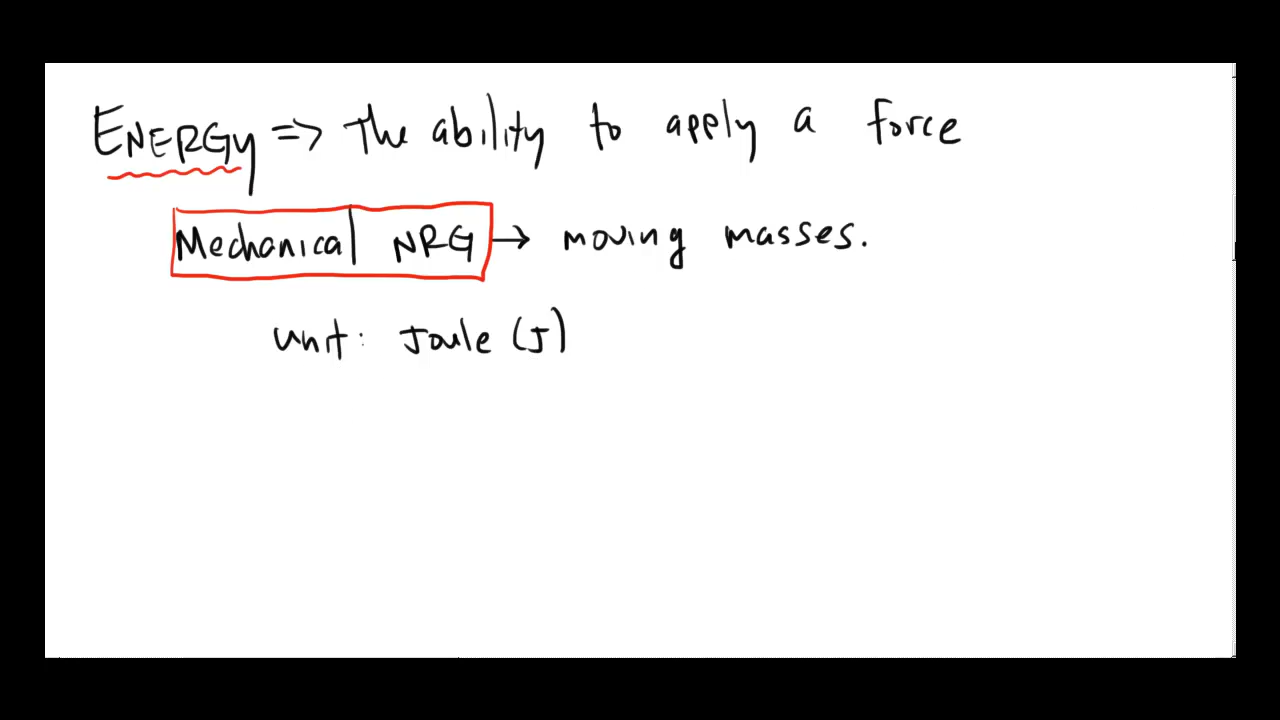 ENERGy => The ability to apply a force
Mechanical NRG → moving masses.
unit: Joule (J)